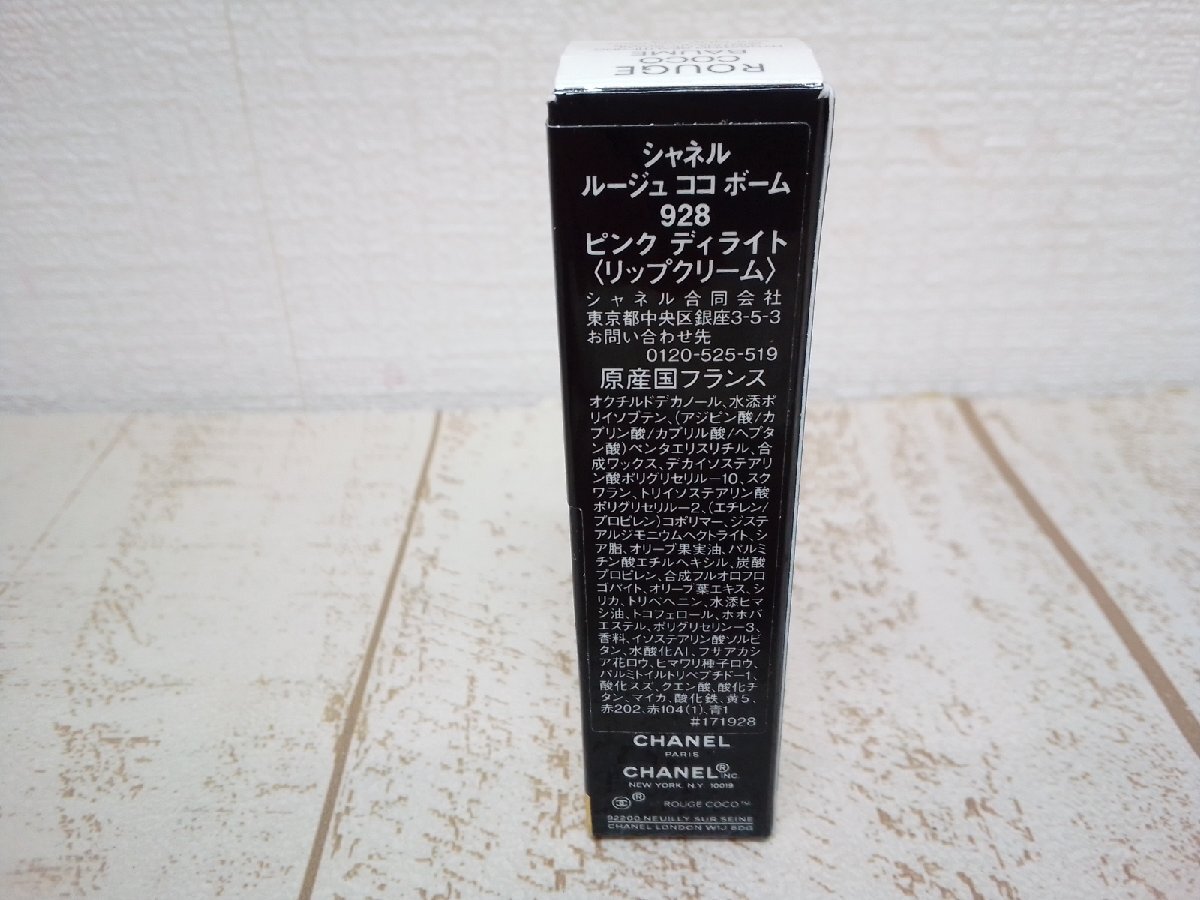 ROUGE
COCO
BAUME
シャネル
ルージュ ココ ボーム
928
ピンク ディライト
〈リップクリーム〉
シャネル合同会社
東京都中央区銀座3-5-3
お問い合わせ先
0120-525-519
原産国フランス
オクチルドデカノール、水添ポ
リイソブテン、(アジピン酸/カ
プリン酸/カプリル酸/ヘプタ
ン酸)ペンタエリスリチル、合
成ワックス、デカイソステアリ
ン酸ポリグリセリル-10、スク
ワラン、トリイソステアリン酸
ポリグリセリル-2、(エチレン/
プロピレン)コポリマー、ジステ
アルジモニウムヘクトライト、シ
ア脂、オリーブ果実油、パルミ
チン酸エチルヘキシル、炭酸
プロピレン、合成フルオロフロ
ゴパイト、オリーブ葉エキス、シ
リカ、トリベヘニン、水添ヒマ
シ油、トコフェロール、ホホバ
エステル、ポリグリセリン-3、
香料、イソステアリン酸ソルビ
タン、水酸化Al、フサアカシ
ア花ロウ、ヒマワリ種子ロウ、
パルミトイルトリペプチド-1、
酸化スズ、クエン酸、酸化チ
タン、マイカ、酸化鉄、黄5、
赤202、赤104(1)、青1
#171928
CHANEL
PARIS
CHANEL® INC.
NEW YORK, N.Y. 10019
® ROUGE COCO™
92200 NEUILLY SUR SEINE
CHANEL LONDON W1J 6DG